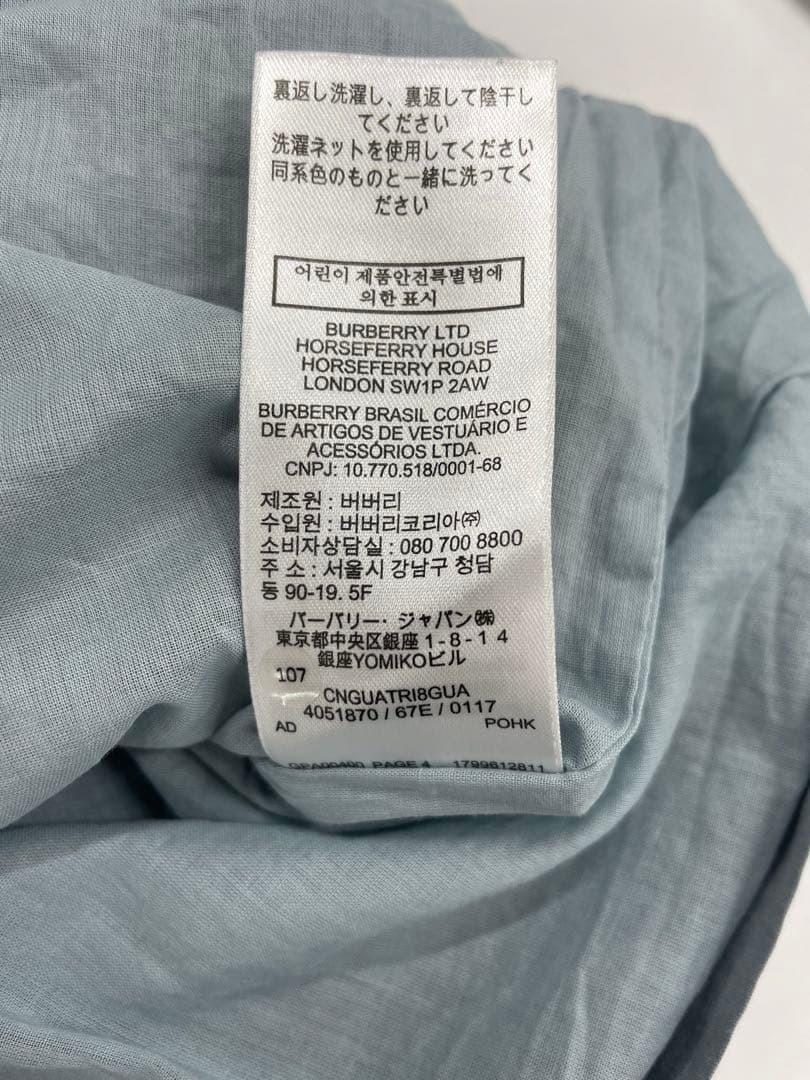 裏返し洗濯し、裏返して陰干し
てください
洗濯ネットを使用してください
同系色のものと一緒に洗ってく
ださい
어린이 제품안전특별법에
의한 표시
BURBERRY LTD
HORSEFERRY HOUSE
HORSEFERRY ROAD
LONDON SW1P 2AW
BURBERRY BRASIL COMÉRCIO
DE ARTIGOS DE VESTUÁRIO E
ACESSÓRIOS LTDA.
CNPJ: 10.770.518/0001-68
제조원 : 버버리
수입원 : 버버리코리아㈜
소비자상담실 : 080 700 8800
주 소 : 서울시 강남구 청담
동 90-19. 5F
バーバリー・ジャパン㈱
東京都中央区銀座 1-8-14
銀座YOMIKOビル
107
CNGUATRI8GUA
4051870 / 67E / 0117
AD POHK
PAGE 4 1799612811